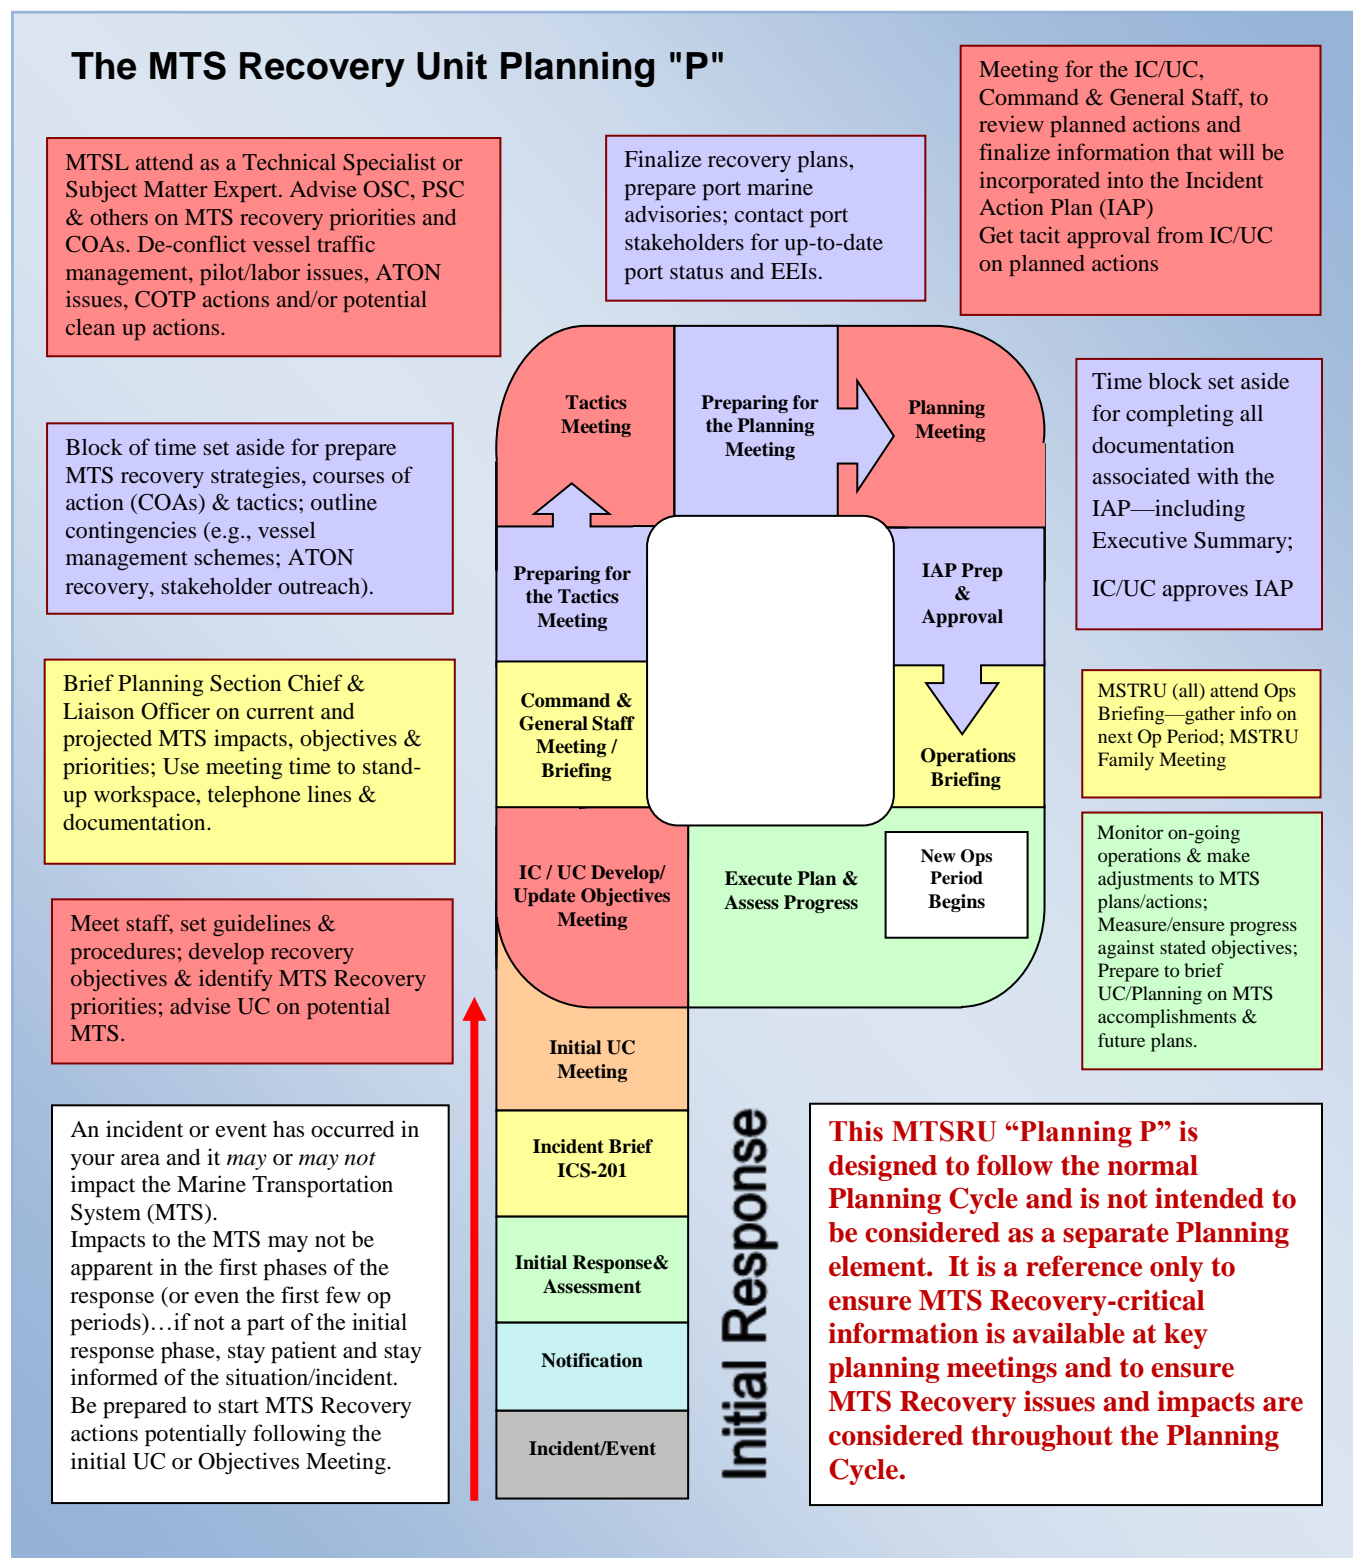 The MTS Recovery Unit Planning "P"
Meeting for the IC/UC,
Command & General Staff, to
review planned actions and
finalize information that will be
incorporated into the Incident
Action Plan (IAP)
Get tacit approval from IC/UC
on planned actions
MTSL attend as a Technical Specialist or
Subject Matter Expert. Advise OSC, PSC
& others on MTS recovery priorities and
COAs. De-conflict vessel traffic
management, pilot/labor issues, ATON
issues, COTP actions and/or potential
clean up actions.
Finalize recovery plans,
prepare port marine
advisories; contact port
stakeholders for up-to-date
port status and EEIs.
Tactics
Meeting
Preparing for
the Planning
Meeting
Planning
Meeting
Time block set aside
for completing all
documentation
associated with the
IAP—including
Executive Summary;
IC/UC approves IAP
Block of time set aside for prepare
MTS recovery strategies, courses of
action (COAs) & tactics; outline
contingencies (e.g., vessel
management schemes; ATON
recovery, stakeholder outreach).
Preparing for
the Tactics
Meeting
IAP Prep
&
Approval
Brief Planning Section Chief &
Liaison Officer on current and
projected MTS impacts, objectives &
priorities; Use meeting time to stand-
up workspace, telephone lines &
documentation.
Command &
General Staff
Meeting /
Briefing
Operations
Briefing
MSTRU (all) attend Ops
Briefing—gather info on
next Op Period; MSTRU
Family Meeting
Meet staff, set guidelines &
procedures; develop recovery
objectives & identify MTS Recovery
priorities; advise UC on potential
MTS.
IC / UC Develop/
Update Objectives
Meeting
Execute Plan &
Assess Progress
New Ops
Period
Begins
Monitor on-going
operations & make
adjustments to MTS
plans/actions;
Measure/ensure progress
against stated objectives;
Prepare to brief
UC/Planning on MTS
accomplishments &
future plans.
Initial UC
Meeting
Incident Brief
ICS-201
Initial Response&
Assessment
Notification
Incident/Event
Initial Response
An incident or event has occurred in
your area and it may or may not
impact the Marine Transportation
System (MTS).
Impacts to the MTS may not be
apparent in the first phases of the
response (or even the first few op
periods)…if not a part of the initial
response phase, stay patient and stay
informed of the situation/incident.
Be prepared to start MTS Recovery
actions potentially following the
initial UC or Objectives Meeting.
This MTSRU “Planning P” is
designed to follow the normal
Planning Cycle and is not intended to
be considered as a separate Planning
element. It is a reference only to
ensure MTS Recovery-critical
information is available at key
planning meetings and to ensure
MTS Recovery issues and impacts are
considered throughout the Planning
Cycle.